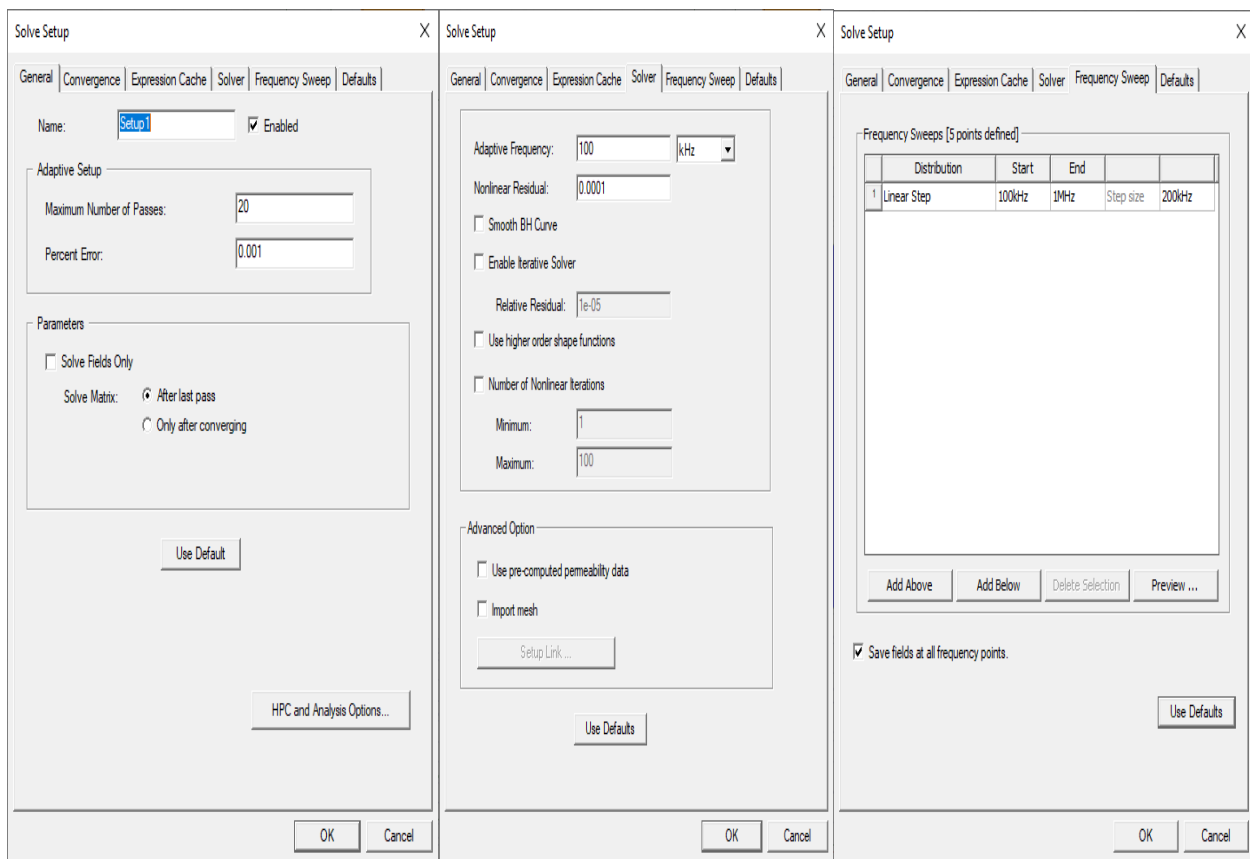 Solve Setup X
General Convergence Expression Cache Solver Frequency Sweep Defaults
Name: Setup1 Enabled
Adaptive Setup
Maximum Number of Passes: 20
Percent Error: 0.001
Parameters
Solve Fields Only
Solve Matrix: After last pass
Only after converging
Use Default
HPC and Analysis Options...
OK Cancel
Solve Setup X
General Convergence Expression Cache Solver Frequency Sweep Defaults
Adaptive Frequency: 100 kHz
Nonlinear Residual: 0.0001
Smooth BH Curve
Enable Iterative Solver
Relative Residual: 1e-05
Use higher order shape functions
Number of Nonlinear Iterations
Minimum: 1
Maximum: 100
Advanced Option
Use pre-computed permeability data
Import mesh
Setup Link ...
Use Defaults
OK Cancel
Solve Setup X
General Convergence Expression Cache Solver Frequency Sweep Defaults
Frequency Sweeps [5 points defined]
Distribution Start End
1 Linear Step 100kHz 1MHz Step size 200kHz
Add Above Add Below Delete Selection Preview ...
Save fields at all frequency points.
Use Defaults
OK Cancel